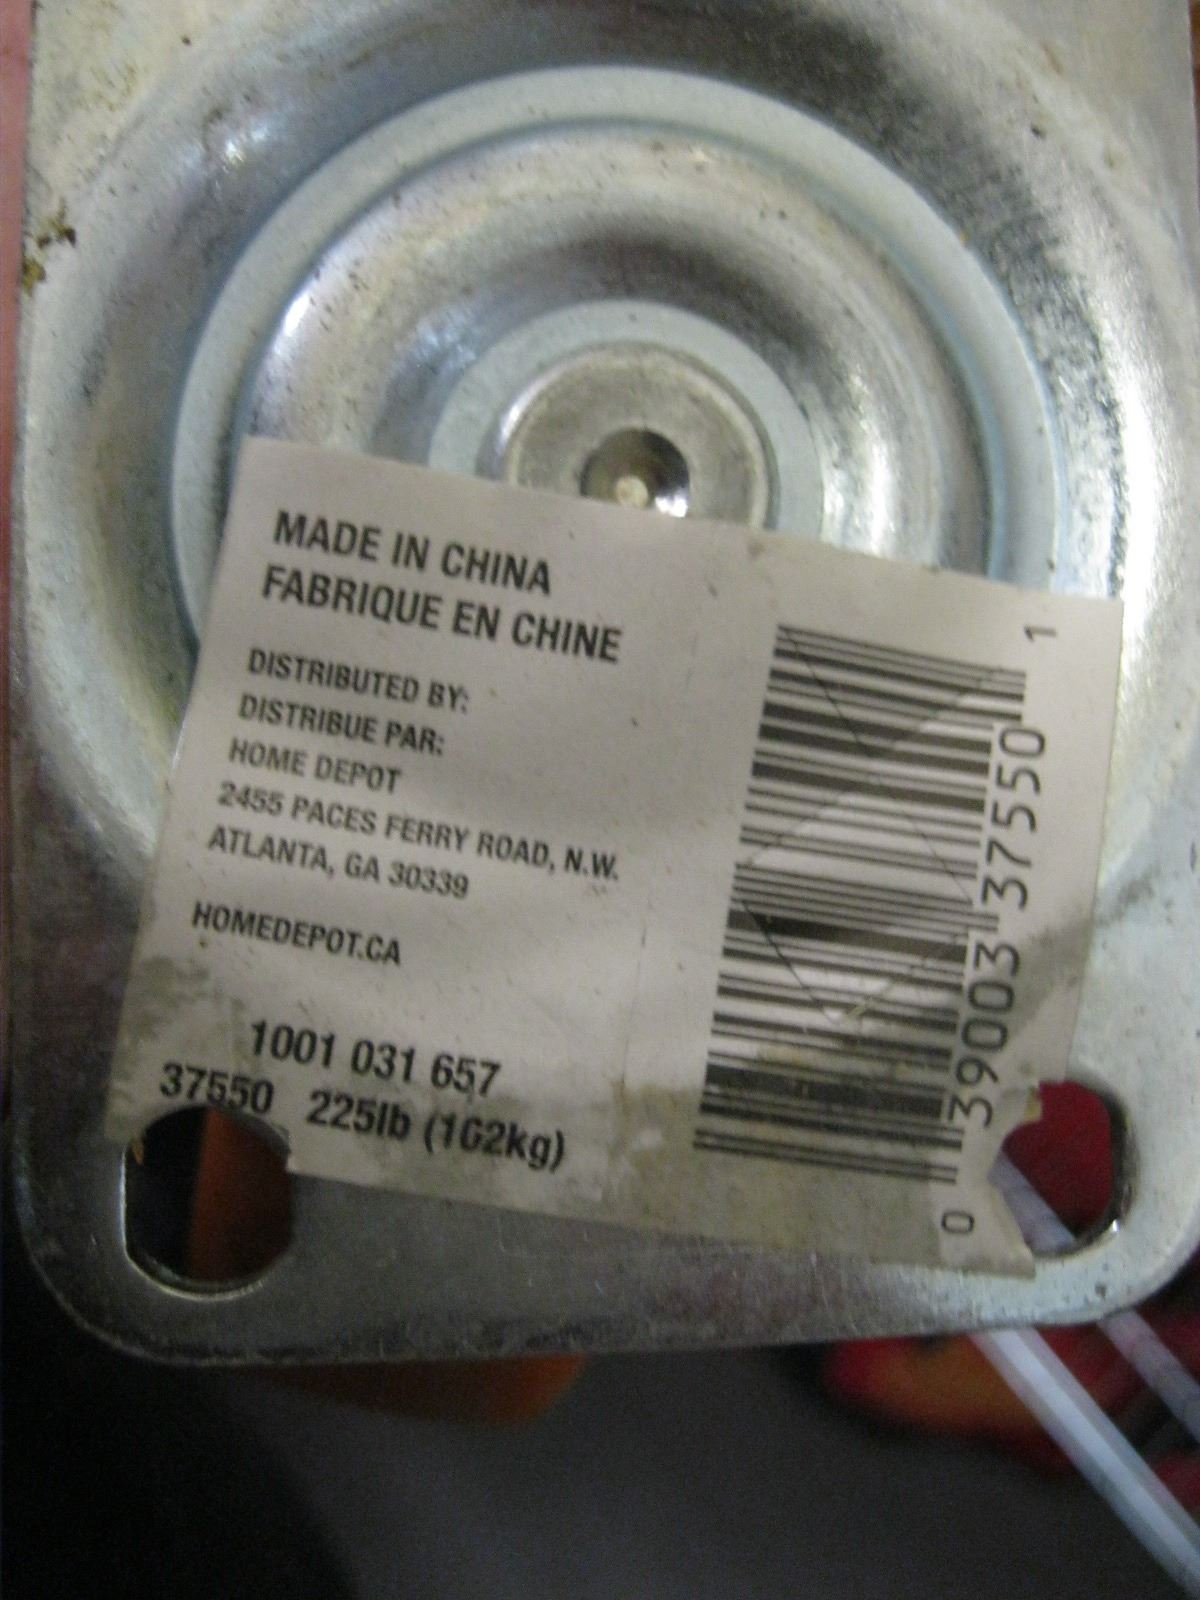 MADE IN CHINA
FABRIQUE EN CHINE
DISTRIBUTED BY:
DISTRIBUE PAR:
HOME DEPOT
2455 PACES FERRY ROAD, N.W.
ATLANTA, GA 30339
HOMEDEPOT.CA
1001 031 657
37550 225lb (102kg)
0 39003 37550 1